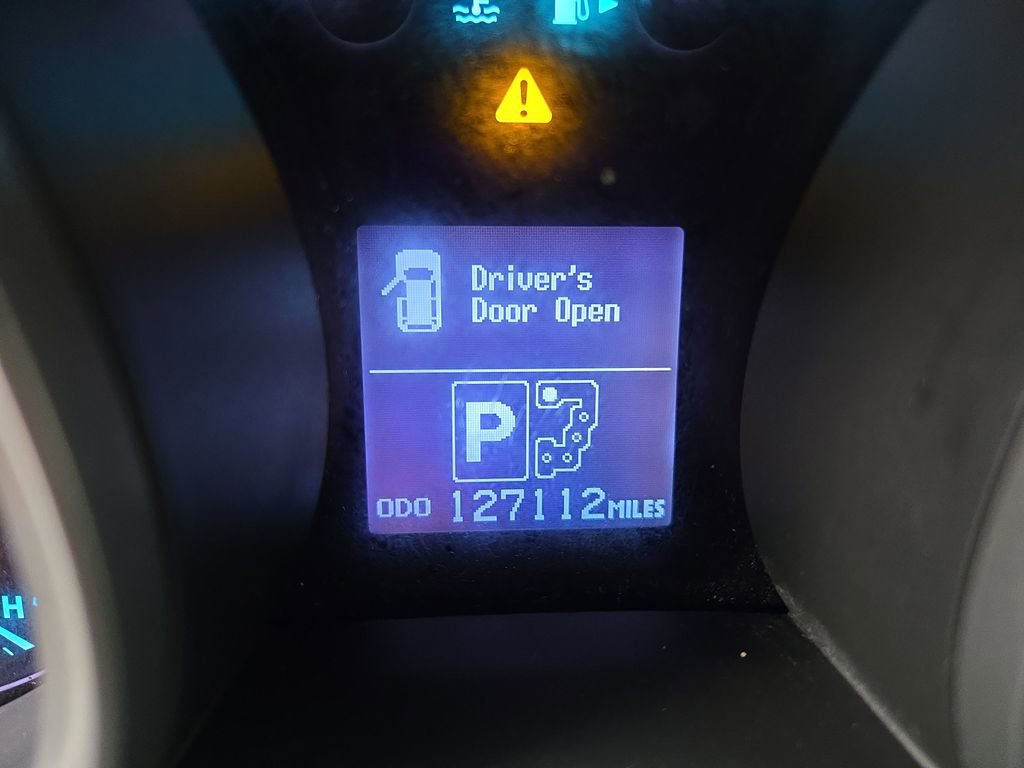 Driver's
Door Open
P
ODO 127112 MILES
H